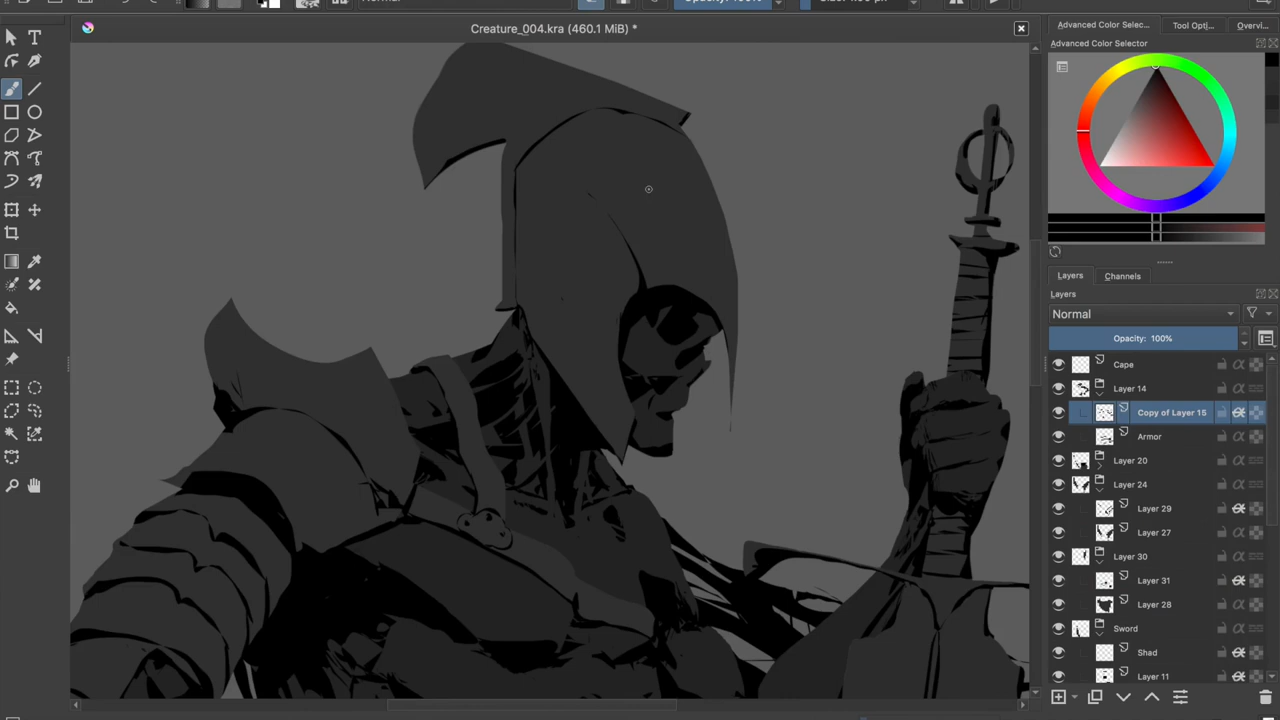 Creature_004.kra (460.1 MiB) *
Advanced Color Selec...
Tool Opti...
Overvi...
Advanced Color Selector
Layers
Channels
Layers
Normal
Opacity: 100%
Cape
Layer 14
Copy of Layer 15
Armor
Layer 20
Layer 24
Layer 29
Layer 27
Layer 30
Layer 31
Layer 28
Sword
Shad
Layer 11